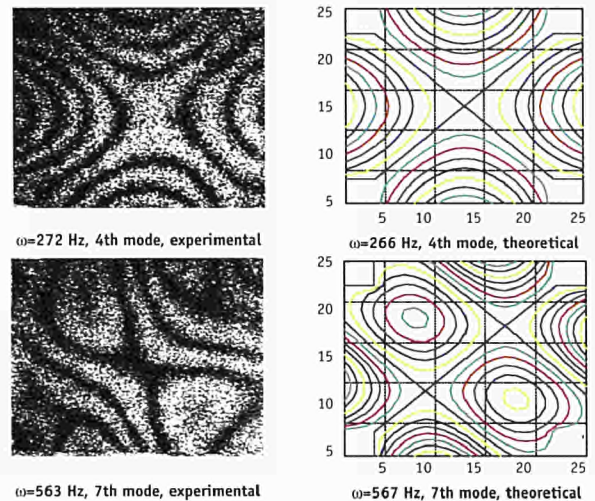 25
20
15
10
5
5 10 15 20 25
ω=272 Hz, 4th mode, experimental
ω=266 Hz, 4th mode, theoretical
25
20
15
10
5
5 10 15 20 25
ω=563 Hz, 7th mode, experimental
ω=567 Hz, 7th mode, theoretical